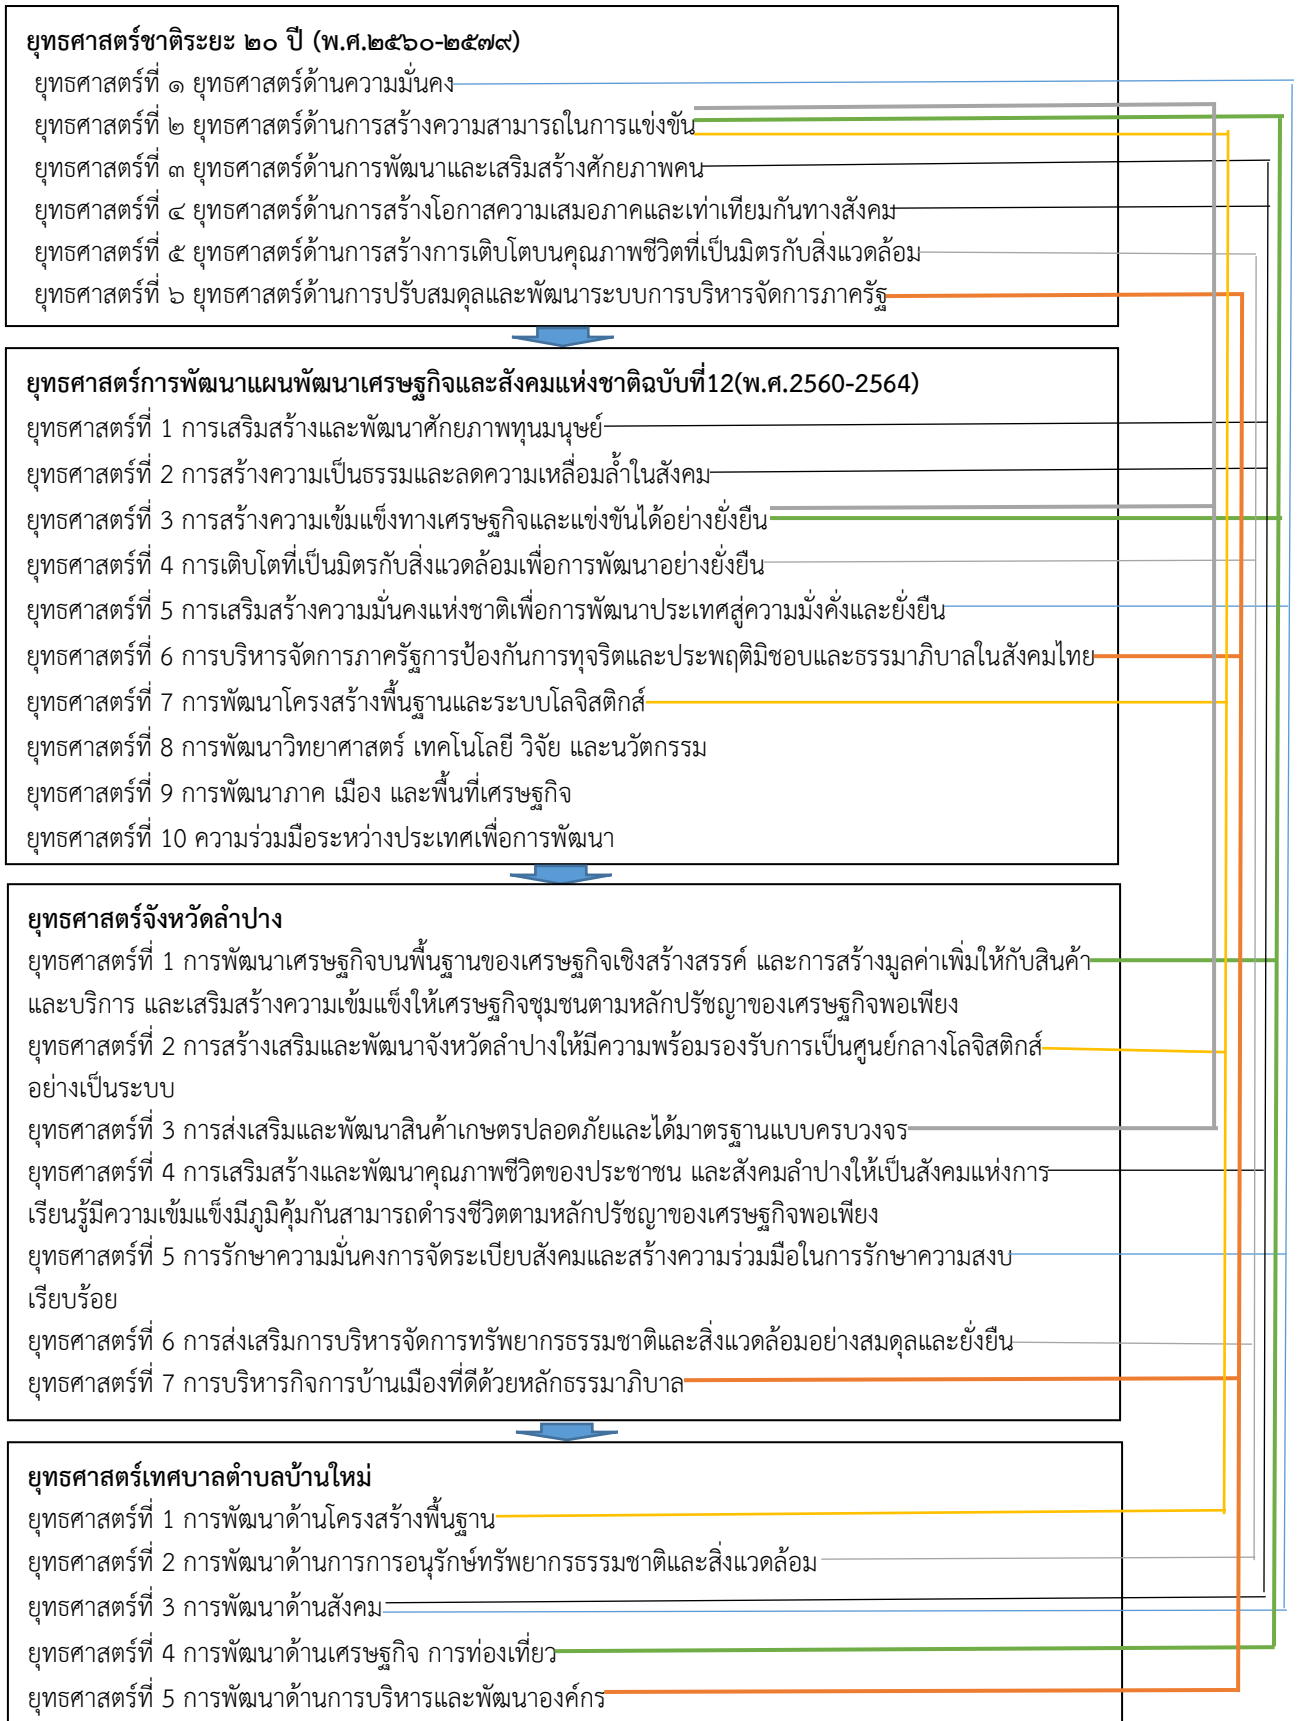 ยุทธศาสตร์ชาติระยะ ๒๐ ปี (พ.ศ.๒๕๖๐-๒๕๗๙)
ยุทธศาสตร์ที่ ๑ ยุทธศาสตร์ด้านความมั่นคง
ยุทธศาสตร์ที่ ๒ ยุทธศาสตร์ด้านการสร้างความสามารถในการแข่งขัน
ยุทธศาสตร์ที่ ๓ ยุทธศาสตร์ด้านการพัฒนาและเสริมสร้างศักยภาพคน
ยุทธศาสตร์ที่ ๔ ยุทธศาสตร์ด้านการสร้างโอกาสความเสมอภาคและเท่าเทียมกันทางสังคม
ยุทธศาสตร์ที่ ๕ ยุทธศาสตร์ด้านการสร้างการเติบโตบนคุณภาพชีวิตที่เป็นมิตรกับสิ่งแวดล้อม
ยุทธศาสตร์ที่ ๖ ยุทธศาสตร์ด้านการปรับสมดุลและพัฒนาระบบการบริหารจัดการภาครัฐ
ยุทธศาสตร์การพัฒนาแผนพัฒนาเศรษฐกิจและสังคมแห่งชาติฉบับที่12(พ.ศ.2560-2564)
ยุทธศาสตร์ที่ 1 การเสริมสร้างและพัฒนาศักยภาพทุนมนุษย์
ยุทธศาสตร์ที่ 2 การสร้างความเป็นธรรมและลดความเหลื่อมล้ำในสังคม
ยุทธศาสตร์ที่ 3 การสร้างความเข้มแข็งทางเศรษฐกิจและแข่งขันได้อย่างยั่งยืน
ยุทธศาสตร์ที่ 4 การเติบโตที่เป็นมิตรกับสิ่งแวดล้อมเพื่อการพัฒนาอย่างยั่งยืน
ยุทธศาสตร์ที่ 5 การเสริมสร้างความมั่นคงแห่งชาติเพื่อการพัฒนาประเทศสู่ความมั่งคั่งและยั่งยืน
ยุทธศาสตร์ที่ 6 การบริหารจัดการภาครัฐการป้องกันการทุจริตและประพฤติมิชอบและธรรมาภิบาลในสังคมไทย
ยุทธศาสตร์ที่ 7 การพัฒนาโครงสร้างพื้นฐานและระบบโลจิสติกส์
ยุทธศาสตร์ที่ 8 การพัฒนาวิทยาศาสตร์ เทคโนโลยี วิจัย และนวัตกรรม
ยุทธศาสตร์ที่ 9 การพัฒนาภาค เมือง และพื้นที่เศรษฐกิจ
ยุทธศาสตร์ที่ 10 ความร่วมมือระหว่างประเทศเพื่อการพัฒนา
ยุทธศาสตร์จังหวัดลำปาง
ยุทธศาสตร์ที่ 1 การพัฒนาเศรษฐกิจบนพื้นฐานของเศรษฐกิจเชิงสร้างสรรค์ และการสร้างมูลค่าเพิ่มให้กับสินค้า
และบริการ และเสริมสร้างความเข้มแข็งให้เศรษฐกิจชุมชนตามหลักปรัชญาของเศรษฐกิจพอเพียง
ยุทธศาสตร์ที่ 2 การสร้างเสริมและพัฒนาจังหวัดลำปางให้มีความพร้อมรองรับการเป็นศูนย์กลางโลจิสติกส์
อย่างเป็นระบบ
ยุทธศาสตร์ที่ 3 การส่งเสริมและพัฒนาสินค้าเกษตรปลอดภัยและได้มาตรฐานแบบครบวงจร
ยุทธศาสตร์ที่ 4 การเสริมสร้างและพัฒนาคุณภาพชีวิตของประชาชน และสังคมลำปางให้เป็นสังคมแห่งการ
เรียนรู้มีความเข้มแข็งมีภูมิคุ้มกันสามารถดำรงชีวิตตามหลักปรัชญาของเศรษฐกิจพอเพียง
ยุทธศาสตร์ที่ 5 การรักษาความมั่นคงการจัดระเบียบสังคมและสร้างความร่วมมือในการรักษาความสงบ
เรียบร้อย
ยุทธศาสตร์ที่ 6 การส่งเสริมการบริหารจัดการทรัพยากรธรรมชาติและสิ่งแวดล้อมอย่างสมดุลและยั่งยืน
ยุทธศาสตร์ที่ 7 การบริหารกิจการบ้านเมืองที่ดีด้วยหลักธรรมาภิบาล
ยุทธศาสตร์เทศบาลตำบลบ้านใหม่
ยุทธศาสตร์ที่ 1 การพัฒนาด้านโครงสร้างพื้นฐาน
ยุทธศาสตร์ที่ 2 การพัฒนาด้านการการอนุรักษ์ทรัพยากรธรรมชาติและสิ่งแวดล้อม
ยุทธศาสตร์ที่ 3 การพัฒนาด้านสังคม
ยุทธศาสตร์ที่ 4 การพัฒนาด้านเศรษฐกิจ การท่องเที่ยว
ยุทธศาสตร์ที่ 5 การพัฒนาด้านการบริหารและพัฒนาองค์กร